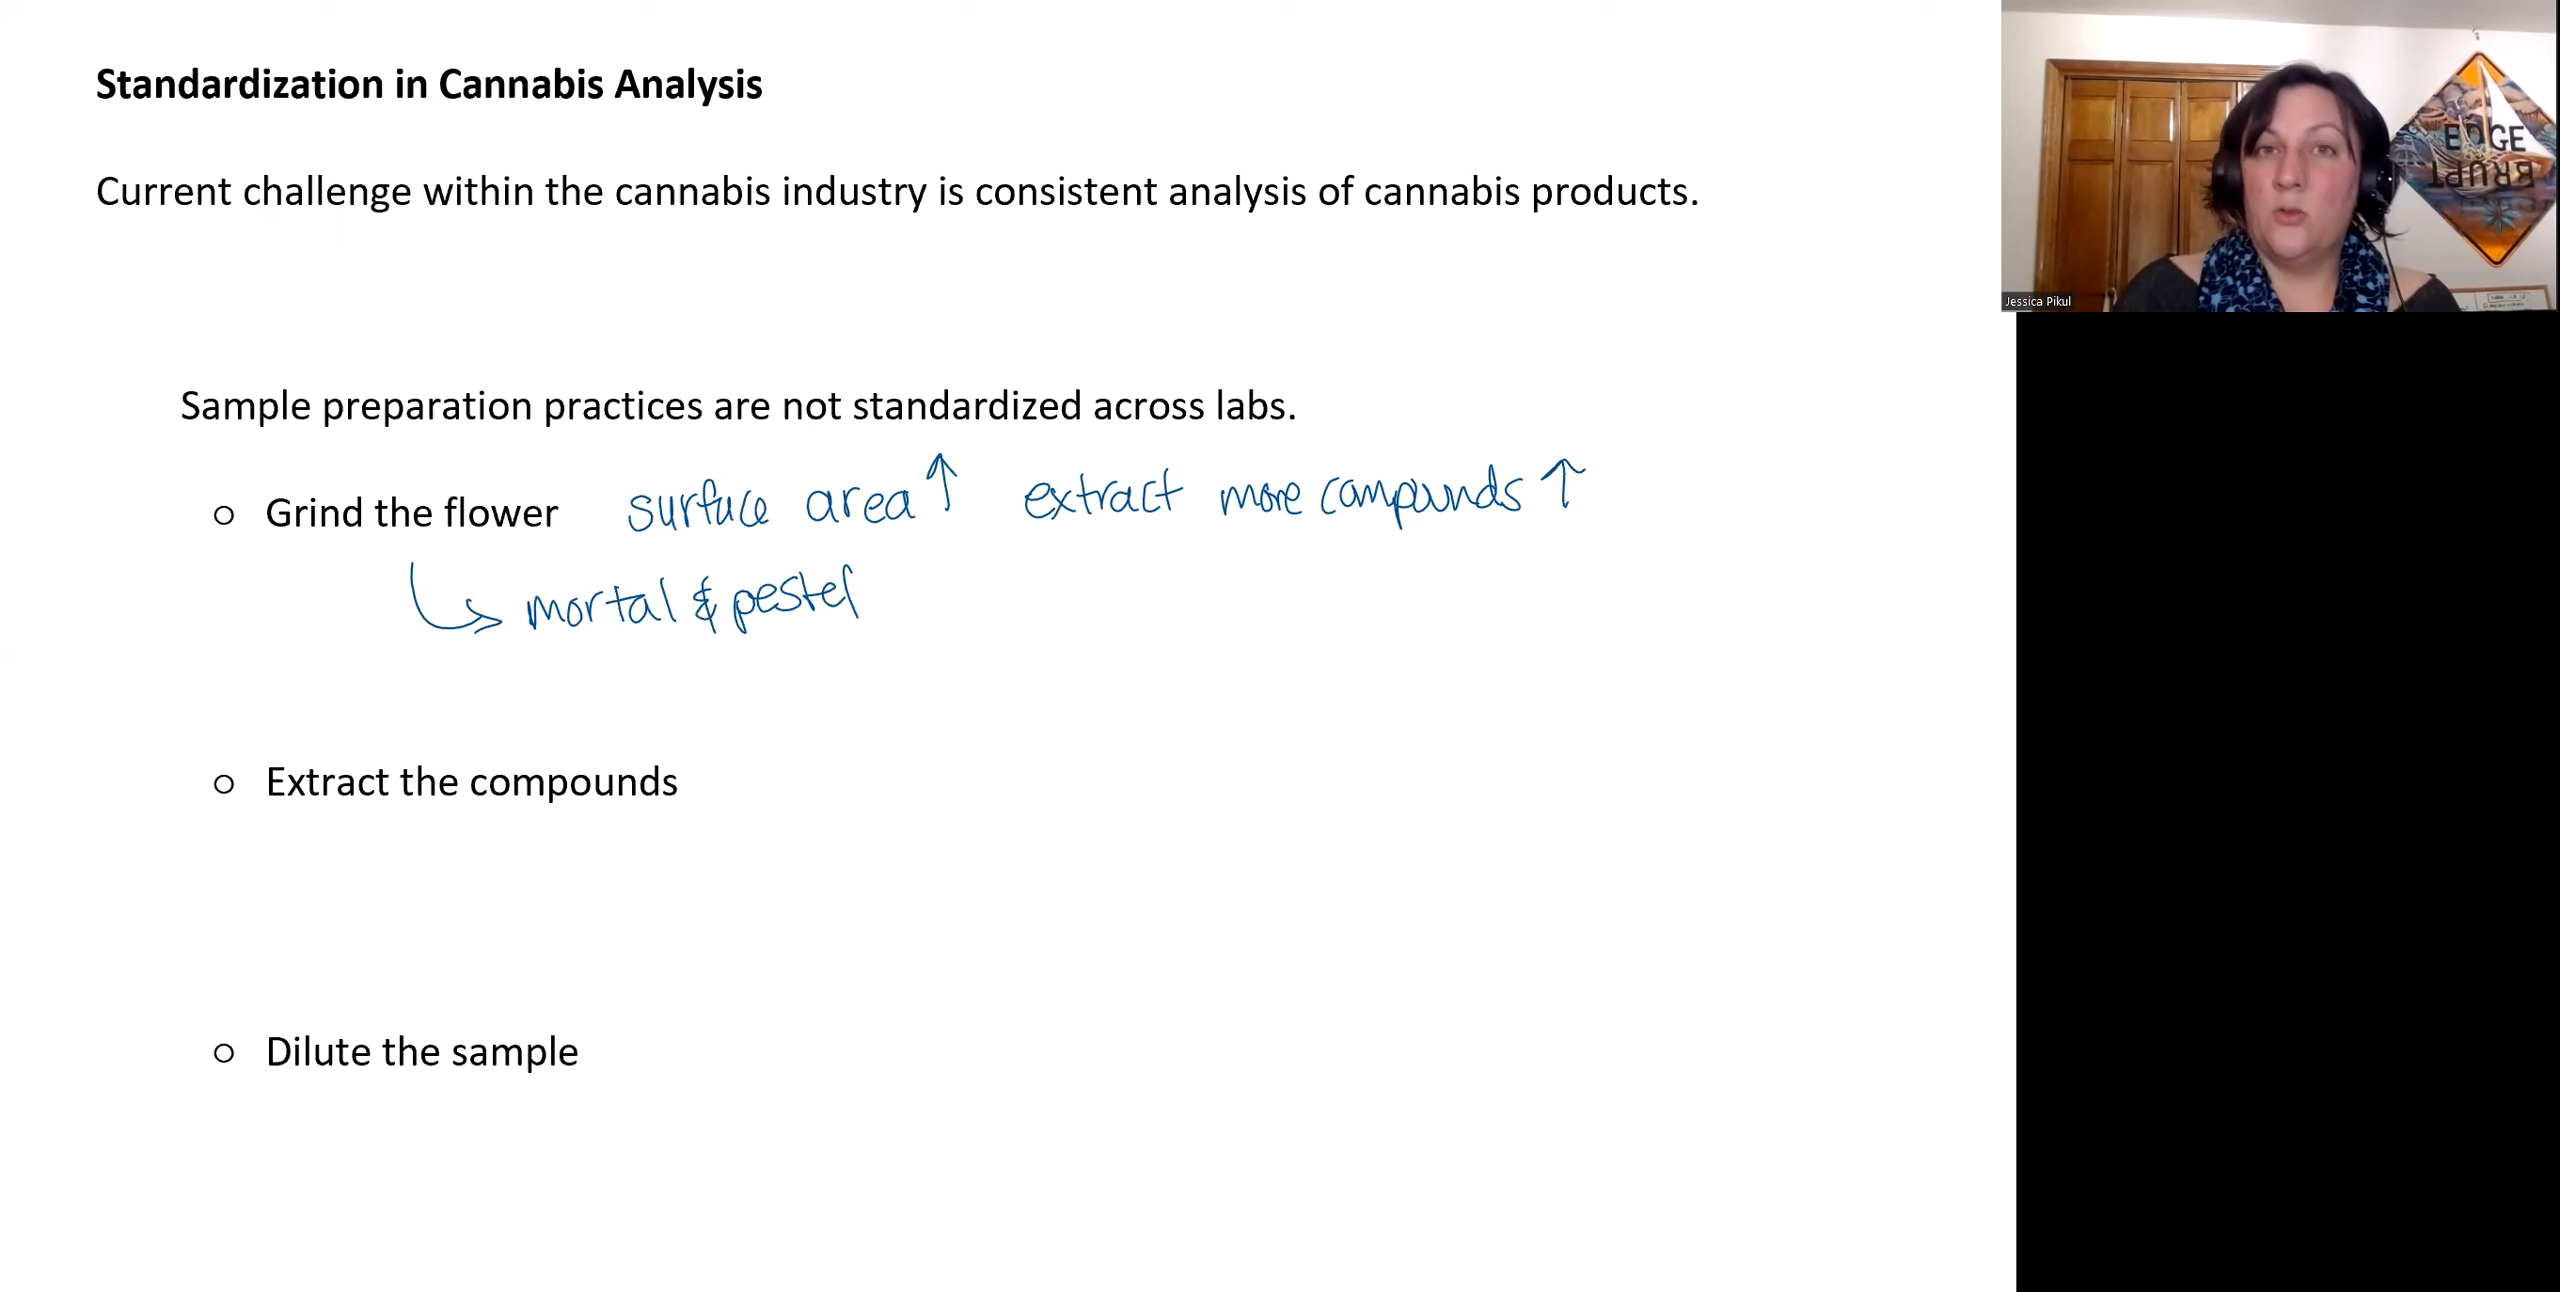 Standardization in Cannabis Analysis
Current challenge within the cannabis industry is consistent analysis of cannabis products.
EDGE
Jessica Pikul
Sample preparation practices are not standardized across labs.
○ Grind the flower surface area ↑ extract more compounds ↑
↳ mortal & pestel
○ Extract the compounds
○ Dilute the sample